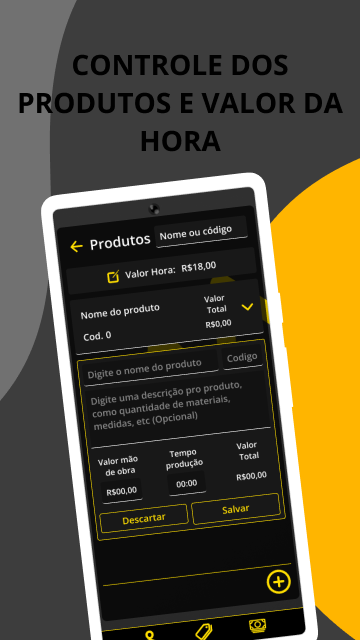 CONTROLE DOS
PRODUTOS E VALOR DA
HORA
Produtos
Nome ou código
Valor Hora: R$18,00
Nome do produto
Valor
Total
Cod. 0
R$0,00
Digite o nome do produto
Codigo
Digite uma descrição pro produto,
como quantidade de materiais,
medidas, etc (Opcional)
Valor mão
de obra
Tempo
produção
Valor
Total
R$00,00
00:00
R$00,00
Descartar
Salvar